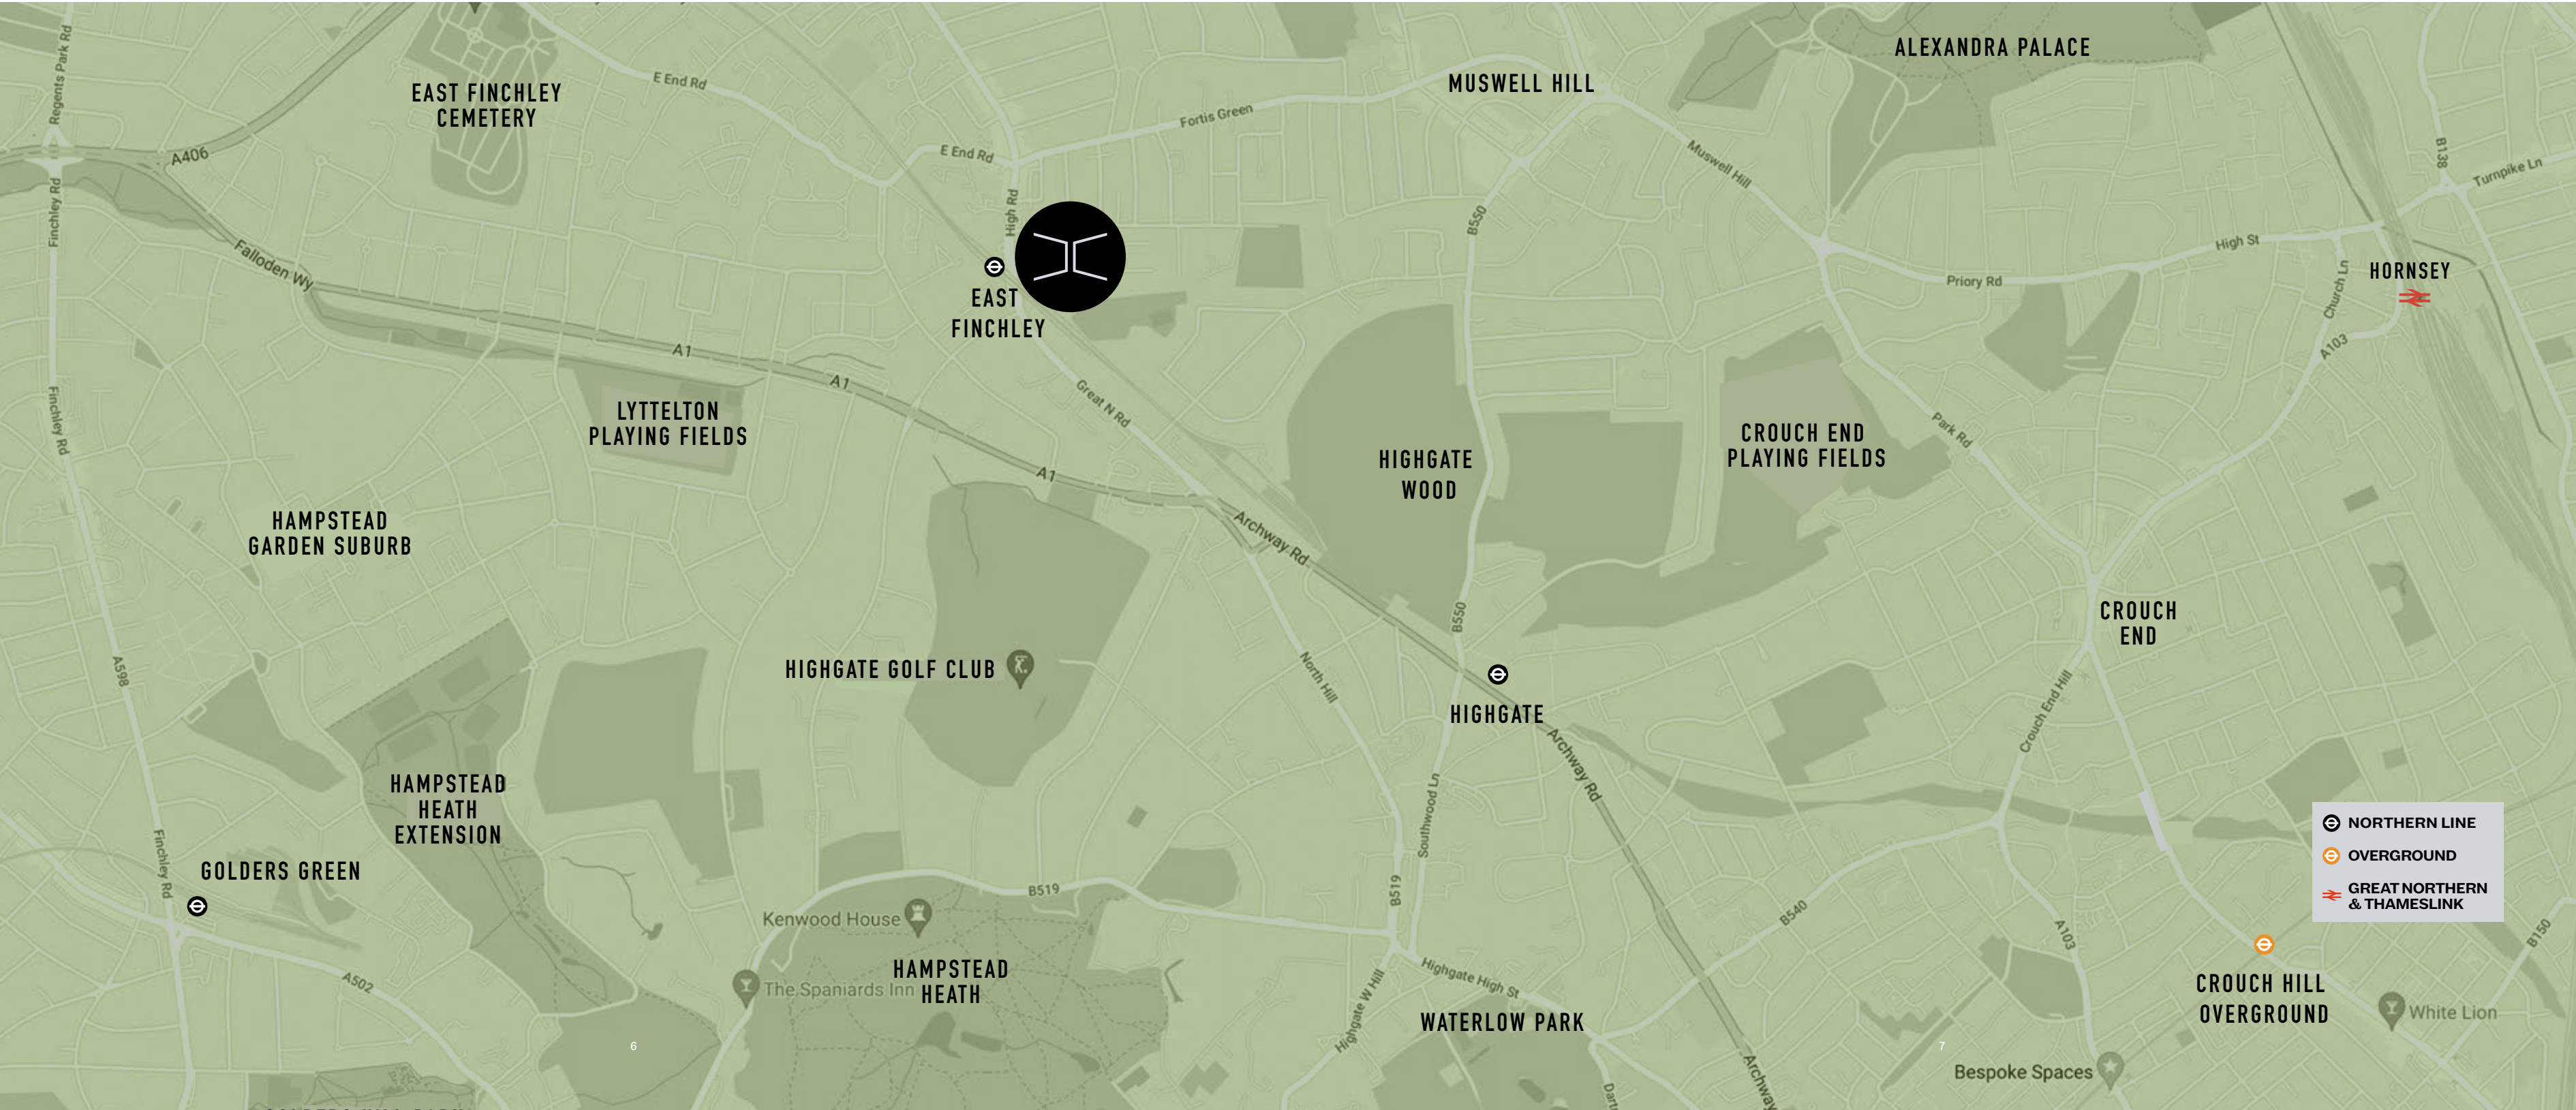 Regents Park Rd
ALEXANDRA PALACE
EAST FINCHLEY
CEMETERY
E End Rd
MUSWELL HILL
Fortis Green
A406
E End Rd
Muswell Hill
B138
Turnpike Ln
Finchley Rd
High Rd
B550
Falloden Wy
High St
HORNSEY
Priory Rd
Church Ln
EAST
FINCHLEY
A1
A103
A1
Finchley Rd
Great N Rd
LYTTELTON
PLAYING FIELDS
Park Rd
CROUCH END
PLAYING FIELDS
HIGHGATE
WOOD
A1
HAMPSTEAD
GARDEN SUBURB
Archway Rd
B550
CROUCH
END
A598
HIGHGATE GOLF CLUB
North Hill
HIGHGATE
Crouch End Hill
Archway Rd
HAMPSTEAD
HEATH
EXTENSION
Southwood Ln
Finchley Rd
GOLDERS GREEN
NORTHERN LINE
OVERGROUND
GREAT NORTHERN
& THAMESLINK
B519
B519
Kenwood House
B540
A103
B150
A502
HAMPSTEAD
HEATH
The Spaniards Inn
Highgate High St
Highgate W Hill
WATERLOW PARK
CROUCH HILL
OVERGROUND
White Lion
6
7
Bespoke Spaces
Archway